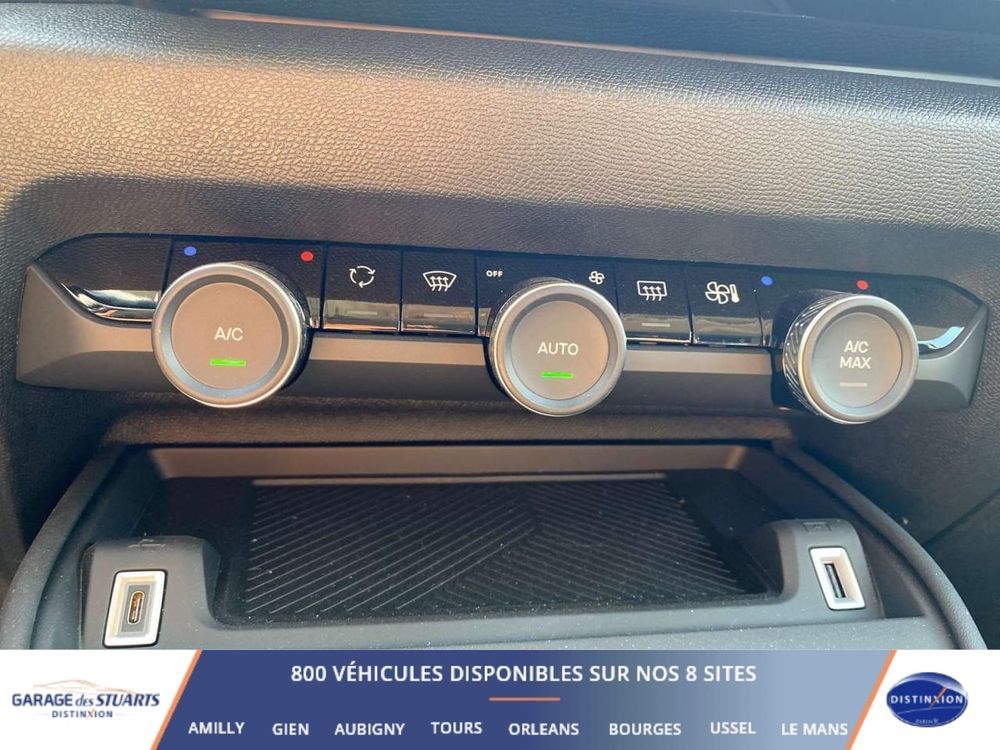 OFF
A/C
AUTO
A/C
MAX
800 VÉHICULES DISPONIBLES SUR NOS 8 SITES
GARAGE des STUARTS
DISTINXION
AMILLY GIEN AUBIGNY TOURS ORLEANS BOURGES USSEL LE MANS
DISTINXION